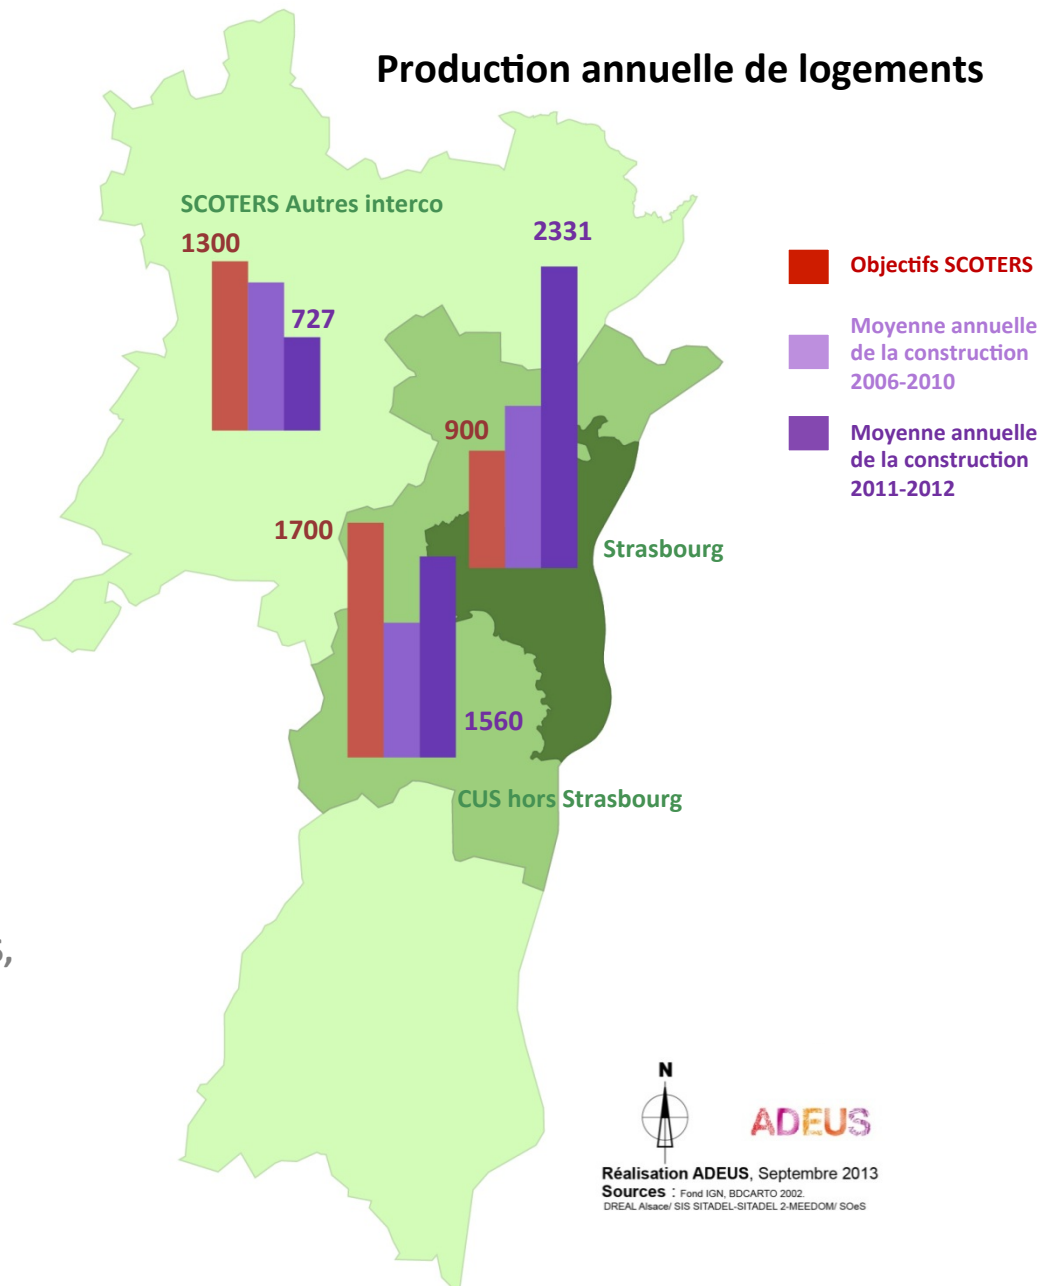 Production annuelle de logements
SCOTERS Autres interco
1300
727
2331
900
Strasbourg
1700
1560
CUS hors Strasbourg
Objectifs SCOTERS
Moyenne annuelle
de la construction
2006-2010
Moyenne annuelle
de la construction
2011-2012
N
ADEUS
Réalisation ADEUS, Septembre 2013
Sources : Fond IGN, BDCARTO 2002.
DREAL Alsace/ SIS SITADEL-SITADEL 2-MEEDOM/ SOeS